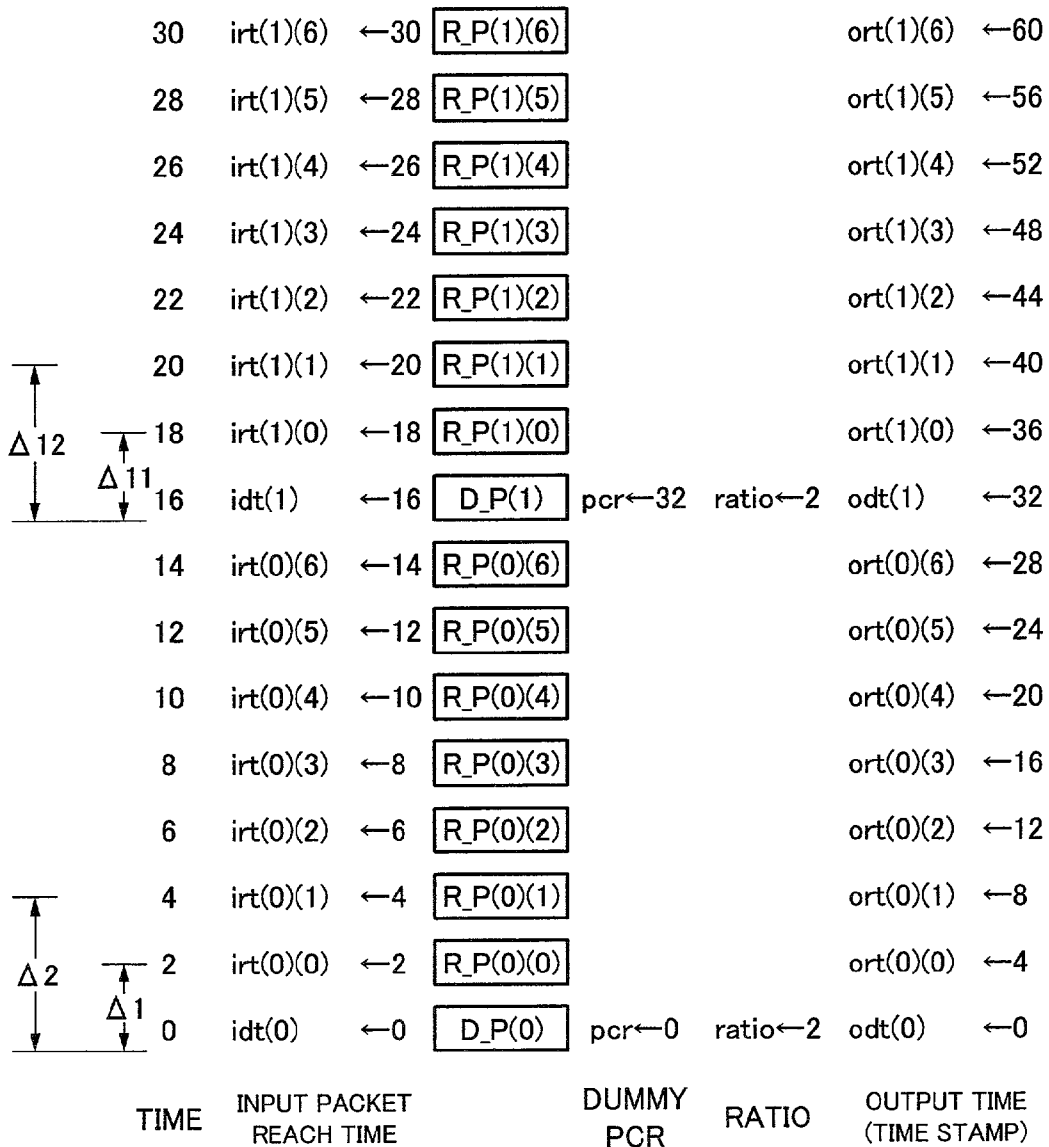 30 irt(1)(6) ←30 R_P(1)(6) ort(1)(6) ←60
28 irt(1)(5) ←28 R_P(1)(5) ort(1)(5) ←56
26 irt(1)(4) ←26 R_P(1)(4) ort(1)(4) ←52
24 irt(1)(3) ←24 R_P(1)(3) ort(1)(3) ←48
22 irt(1)(2) ←22 R_P(1)(2) ort(1)(2) ←44
20 irt(1)(1) ←20 R_P(1)(1) ort(1)(1) ←40
Δ12 18 irt(1)(0) ←18 R_P(1)(0) ort(1)(0) ←36
Δ11
16 idt(1) ←16 D_P(1) pcr←32 ratio←2 odt(1) ←32
14 irt(0)(6) ←14 R_P(0)(6) ort(0)(6) ←28
12 irt(0)(5) ←12 R_P(0)(5) ort(0)(5) ←24
10 irt(0)(4) ←10 R_P(0)(4) ort(0)(4) ←20
8 irt(0)(3) ←8 R_P(0)(3) ort(0)(3) ←16
6 irt(0)(2) ←6 R_P(0)(2) ort(0)(2) ←12
4 irt(0)(1) ←4 R_P(0)(1) ort(0)(1) ←8
Δ2 2 irt(0)(0) ←2 R_P(0)(0) ort(0)(0) ←4
Δ1
0 idt(0) ←0 D_P(0) pcr←0 ratio←2 odt(0) ←0
TIME
INPUT PACKET
REACH TIME
DUMMY
PCR
RATIO
OUTPUT TIME
(TIME STAMP)